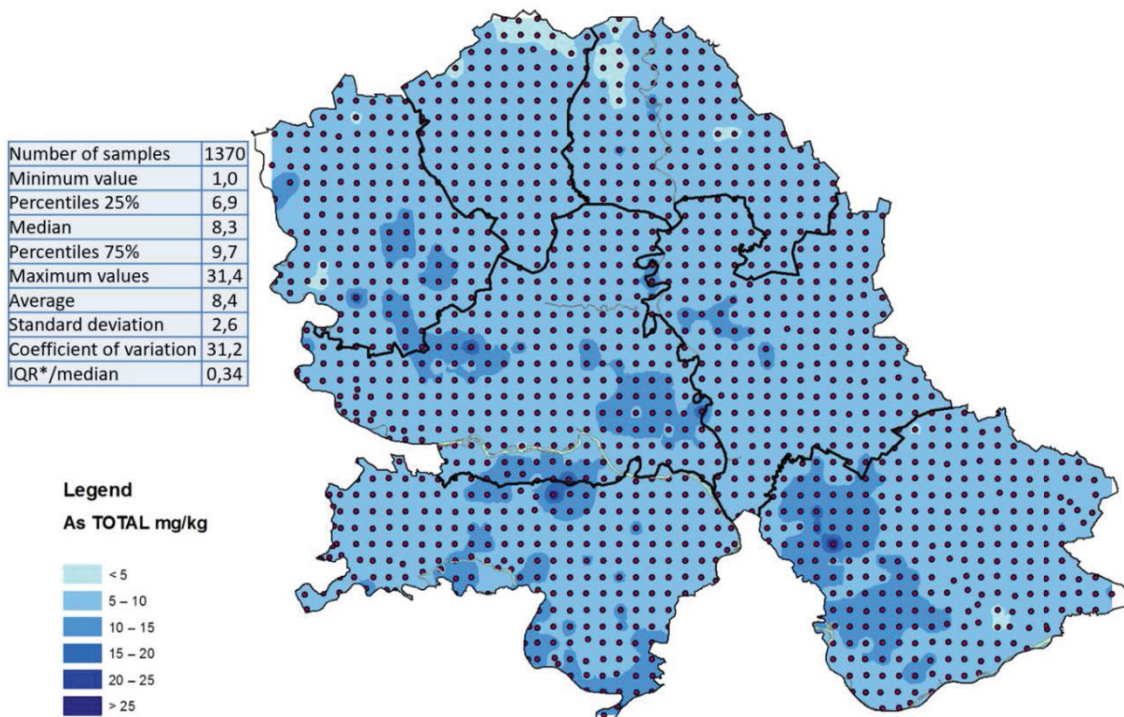 Number of samples 1370
Minimum value 1,0
Percentiles 25% 6,9
Median 8,3
Percentiles 75% 9,7
Maximum values 31,4
Average 8,4
Standard deviation 2,6
Coefficient of variation 31,2
IQR*/median 0,34
Legend
As TOTAL mg/kg
< 5
5 – 10
10 – 15
15 – 20
20 – 25
> 25